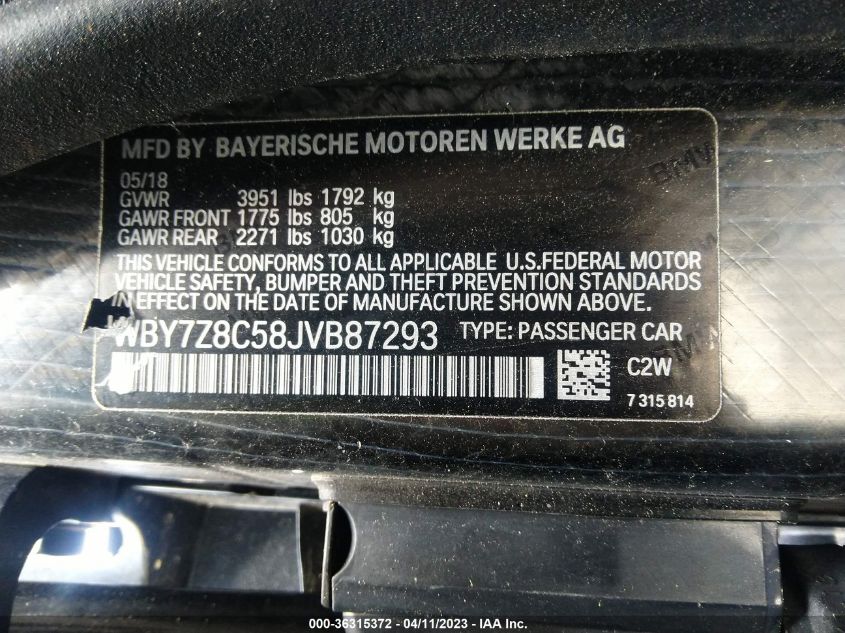 MFD BY BAYERISCHE MOTOREN WERKE AG
05/18
GVWR 3951 lbs 1792 kg
GAWR FRONT 1775 lbs 805 kg
GAWR REAR 2271 lbs 1030 kg
THIS VEHICLE CONFORMS TO ALL APPLICABLE U.S.FEDERAL MOTOR
VEHICLE SAFETY, BUMPER AND THEFT PREVENTION STANDARDS
IN EFFECT ON THE DATE OF MANUFACTURE SHOWN ABOVE.
WBY7Z8C58JVB87293 TYPE: PASSENGER CAR
C2W
7 315 814
BMW
000-36315372 - 04/11/2023 - IAA Inc.